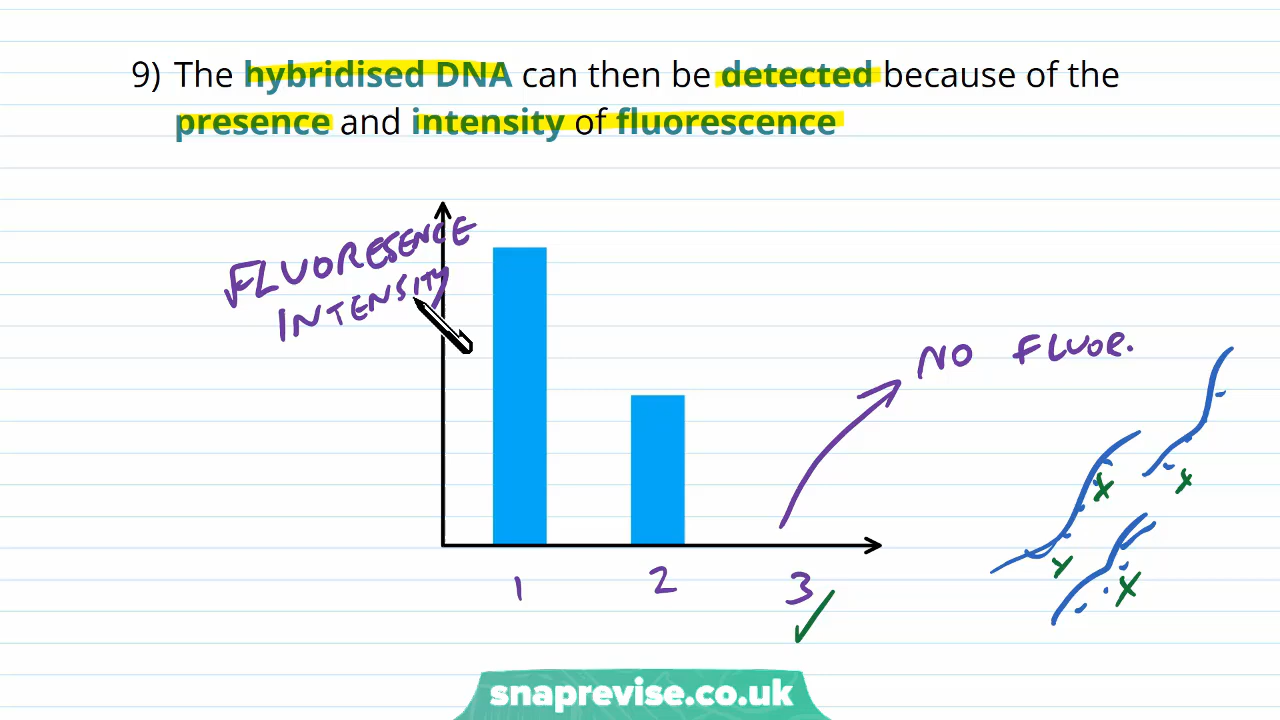 9) The hybridised DNA can then be detected because of the
presence and intensity of fluorescence
FLUORESENCE
INTENSITY
NO FLUOR.
1
2
3
snaprevise.co.uk